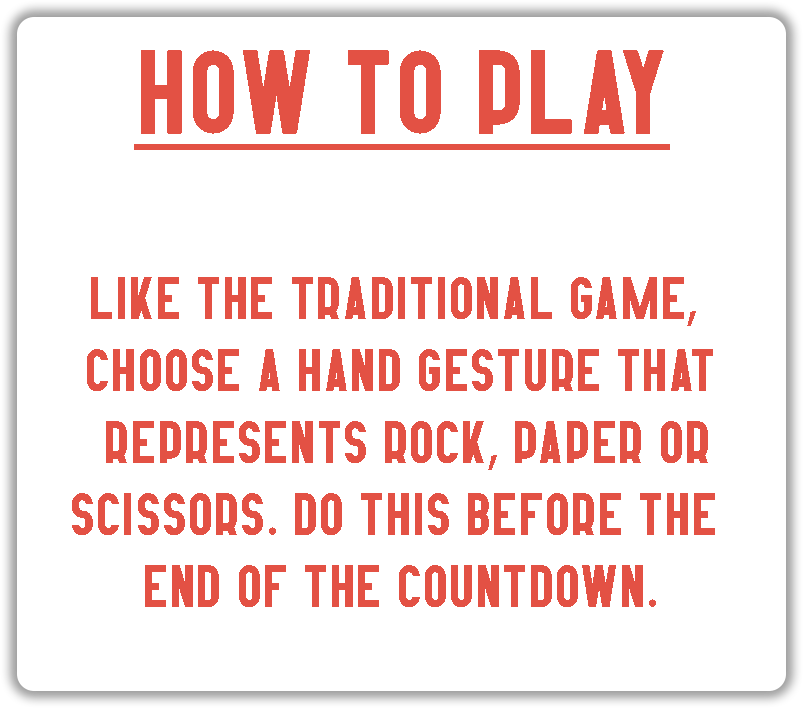 HOW TO PLAY
LIKE THE TRADITIONAL GAME,
CHOOSE A HAND GESTURE THAT
REPRESENTS ROCK, PAPER OR
SCISSORS. DO THIS BEFORE THE
END OF THE COUNTDOWN.